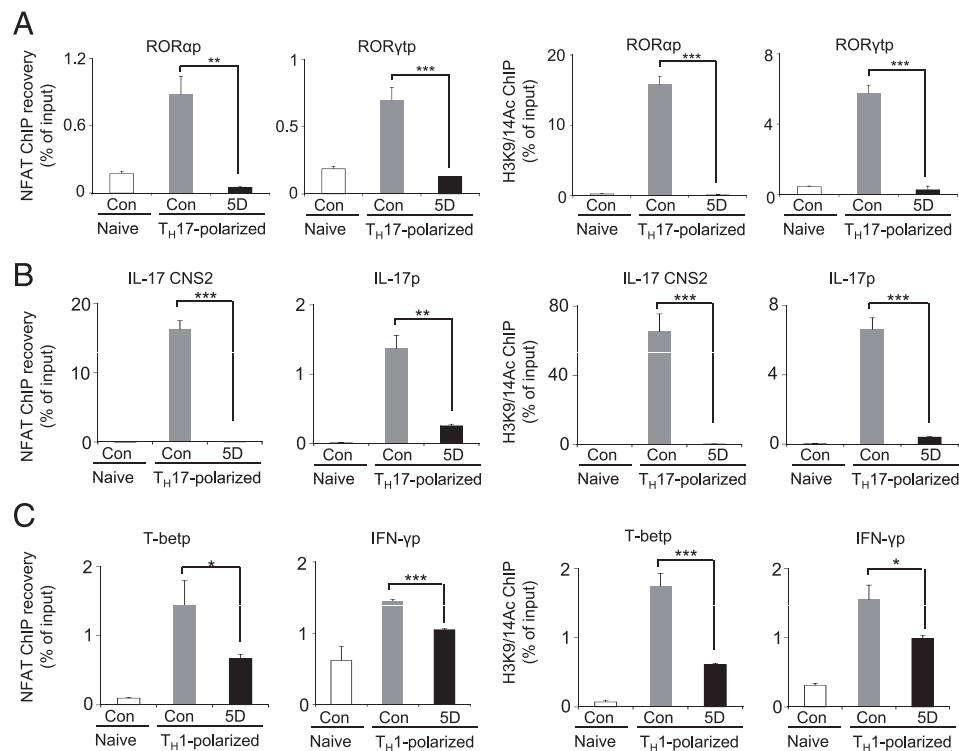 A
RORαp
RORγtp
RORαp
RORγtp
NFAT ChIP recovery
(% of input)
1.2
0.6
0
**
1
0.5
0
***
H3K9/14Ac ChIP
(% of input)
20
10
0
***
6
3
0
***
Con Con 5D
Naive TH17-polarized
Con Con 5D
Naive TH17-polarized
Con Con 5D
Naive TH17-polarized
Con Con 5D
Naive TH17-polarized
B
IL-17 CNS2
IL-17p
IL-17 CNS2
IL-17p
NFAT ChIP recovery
(% of input)
20
10
0
***
2
1
0
**
H3K9/14Ac ChIP
(% of input)
80
40
0
***
8
4
0
***
Con Con 5D
Naive TH17-polarized
Con Con 5D
Naive TH17-polarized
Con Con 5D
Naive TH17-polarized
Con Con 5D
Naive TH17-polarized
C
T-betp
IFN-γp
T-betp
IFN-γp
NFAT ChIP recovery
(% of input)
2
1
0
*
2
1
0
***
H3K9/14Ac ChIP
(% of input)
2
1
0
***
2
1
0
*
Con Con 5D
Naive TH1-polarized
Con Con 5D
Naive TH1-polarized
Con Con 5D
Naive TH1-polarized
Con Con 5D
Naive TH1-polarized